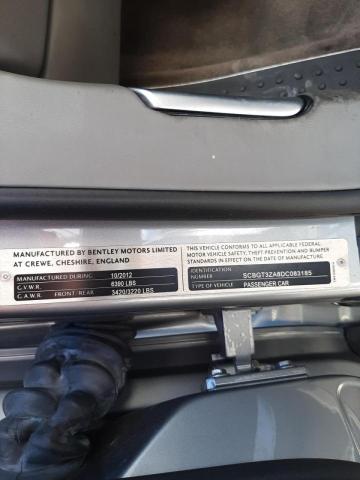 MANUFACTURED BY BENTLEY MOTORS LIMITED
AT CREWE, CHESHIRE, ENGLAND
MANUFACTURED DURING: 10/2012
G.V.W.R. 6390 LBS
G.A.W.R. FRONT-REAR 3420/3220 LBS
THIS VEHICLE CONFORMS TO ALL APPLICABLE FEDERAL
MOTOR VEHICLE SAFETY, THEFT-PREVENTION AND BUMPER
STANDARDS IN EFFECT ON THE DATE OF MANUFACTURE.
IDENTIFICATION NUMBER SCBGT3ZA8DC083185
TYPE OF VEHICLE PASSENGER CAR